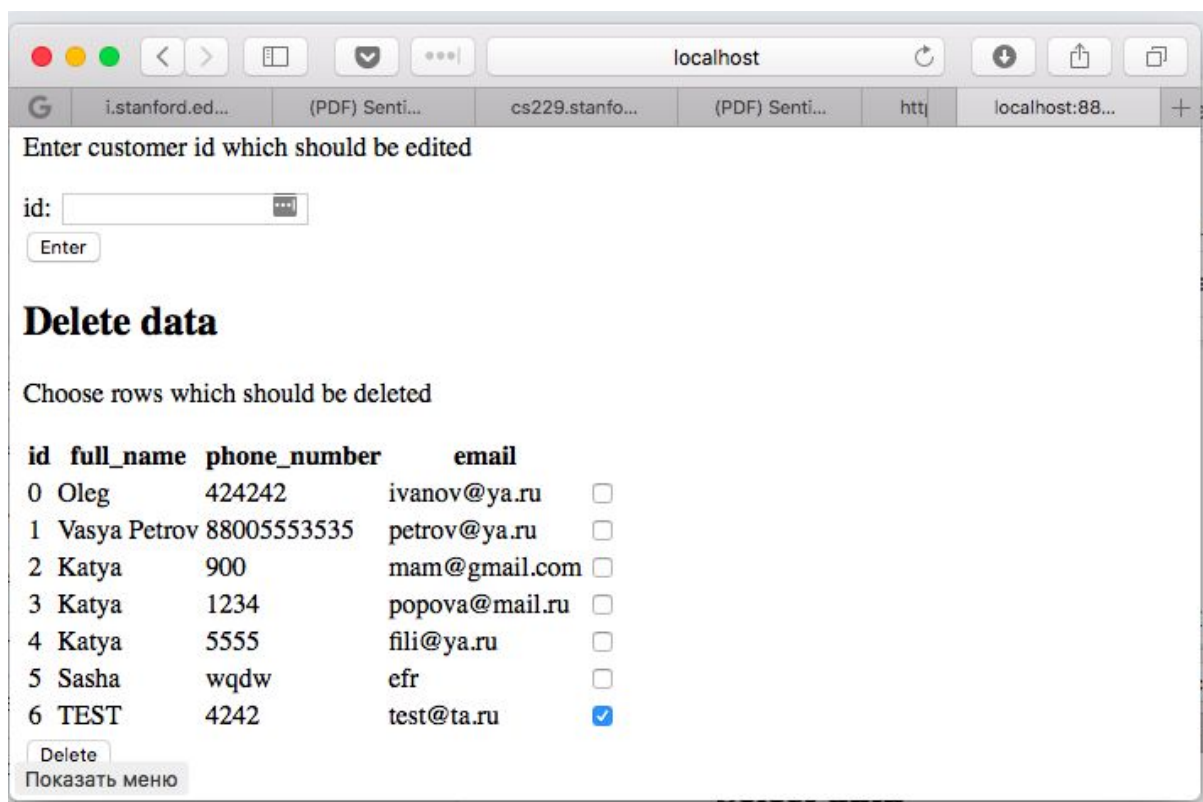 localhost
i.stanford.ed... (PDF) Senti... cs229.stanfo... (PDF) Senti... http localhost:88...
Enter customer id which should be edited
id:
Enter
Delete data
Choose rows which should be deleted
id full_name phone_number email
0 Oleg 424242 ivanov@ya.ru
1 Vasya Petrov 88005553535 petrov@ya.ru
2 Katya 900 mam@gmail.com
3 Katya 1234 popova@mail.ru
4 Katya 5555 fili@ya.ru
5 Sasha wqdw efr
6 TEST 4242 test@ta.ru
Delete
Показать меню